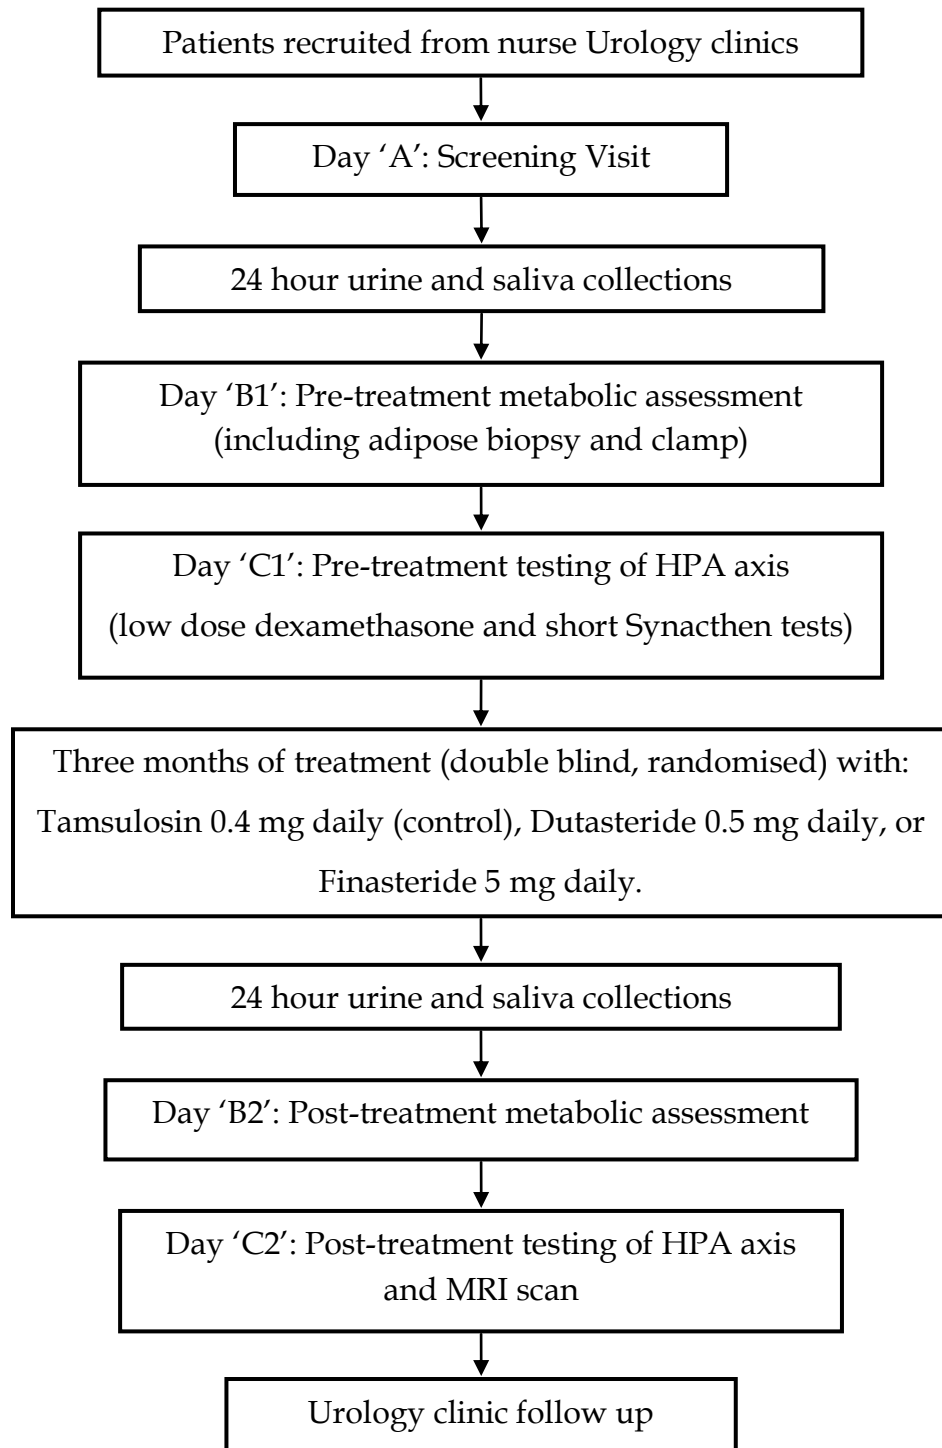 Patients recruited from nurse Urology clinics
Day ‘A’: Screening Visit
24 hour urine and saliva collections
Day ‘B1’: Pre-treatment metabolic assessment
(including adipose biopsy and clamp)
Day ‘C1’: Pre-treatment testing of HPA axis
(low dose dexamethasone and short Synacthen tests)
Three months of treatment (double blind, randomised) with:
Tamsulosin 0.4 mg daily (control), Dutasteride 0.5 mg daily, or
Finasteride 5 mg daily.
24 hour urine and saliva collections
Day ‘B2’: Post-treatment metabolic assessment
Day ‘C2’: Post-treatment testing of HPA axis
and MRI scan
Urology clinic follow up